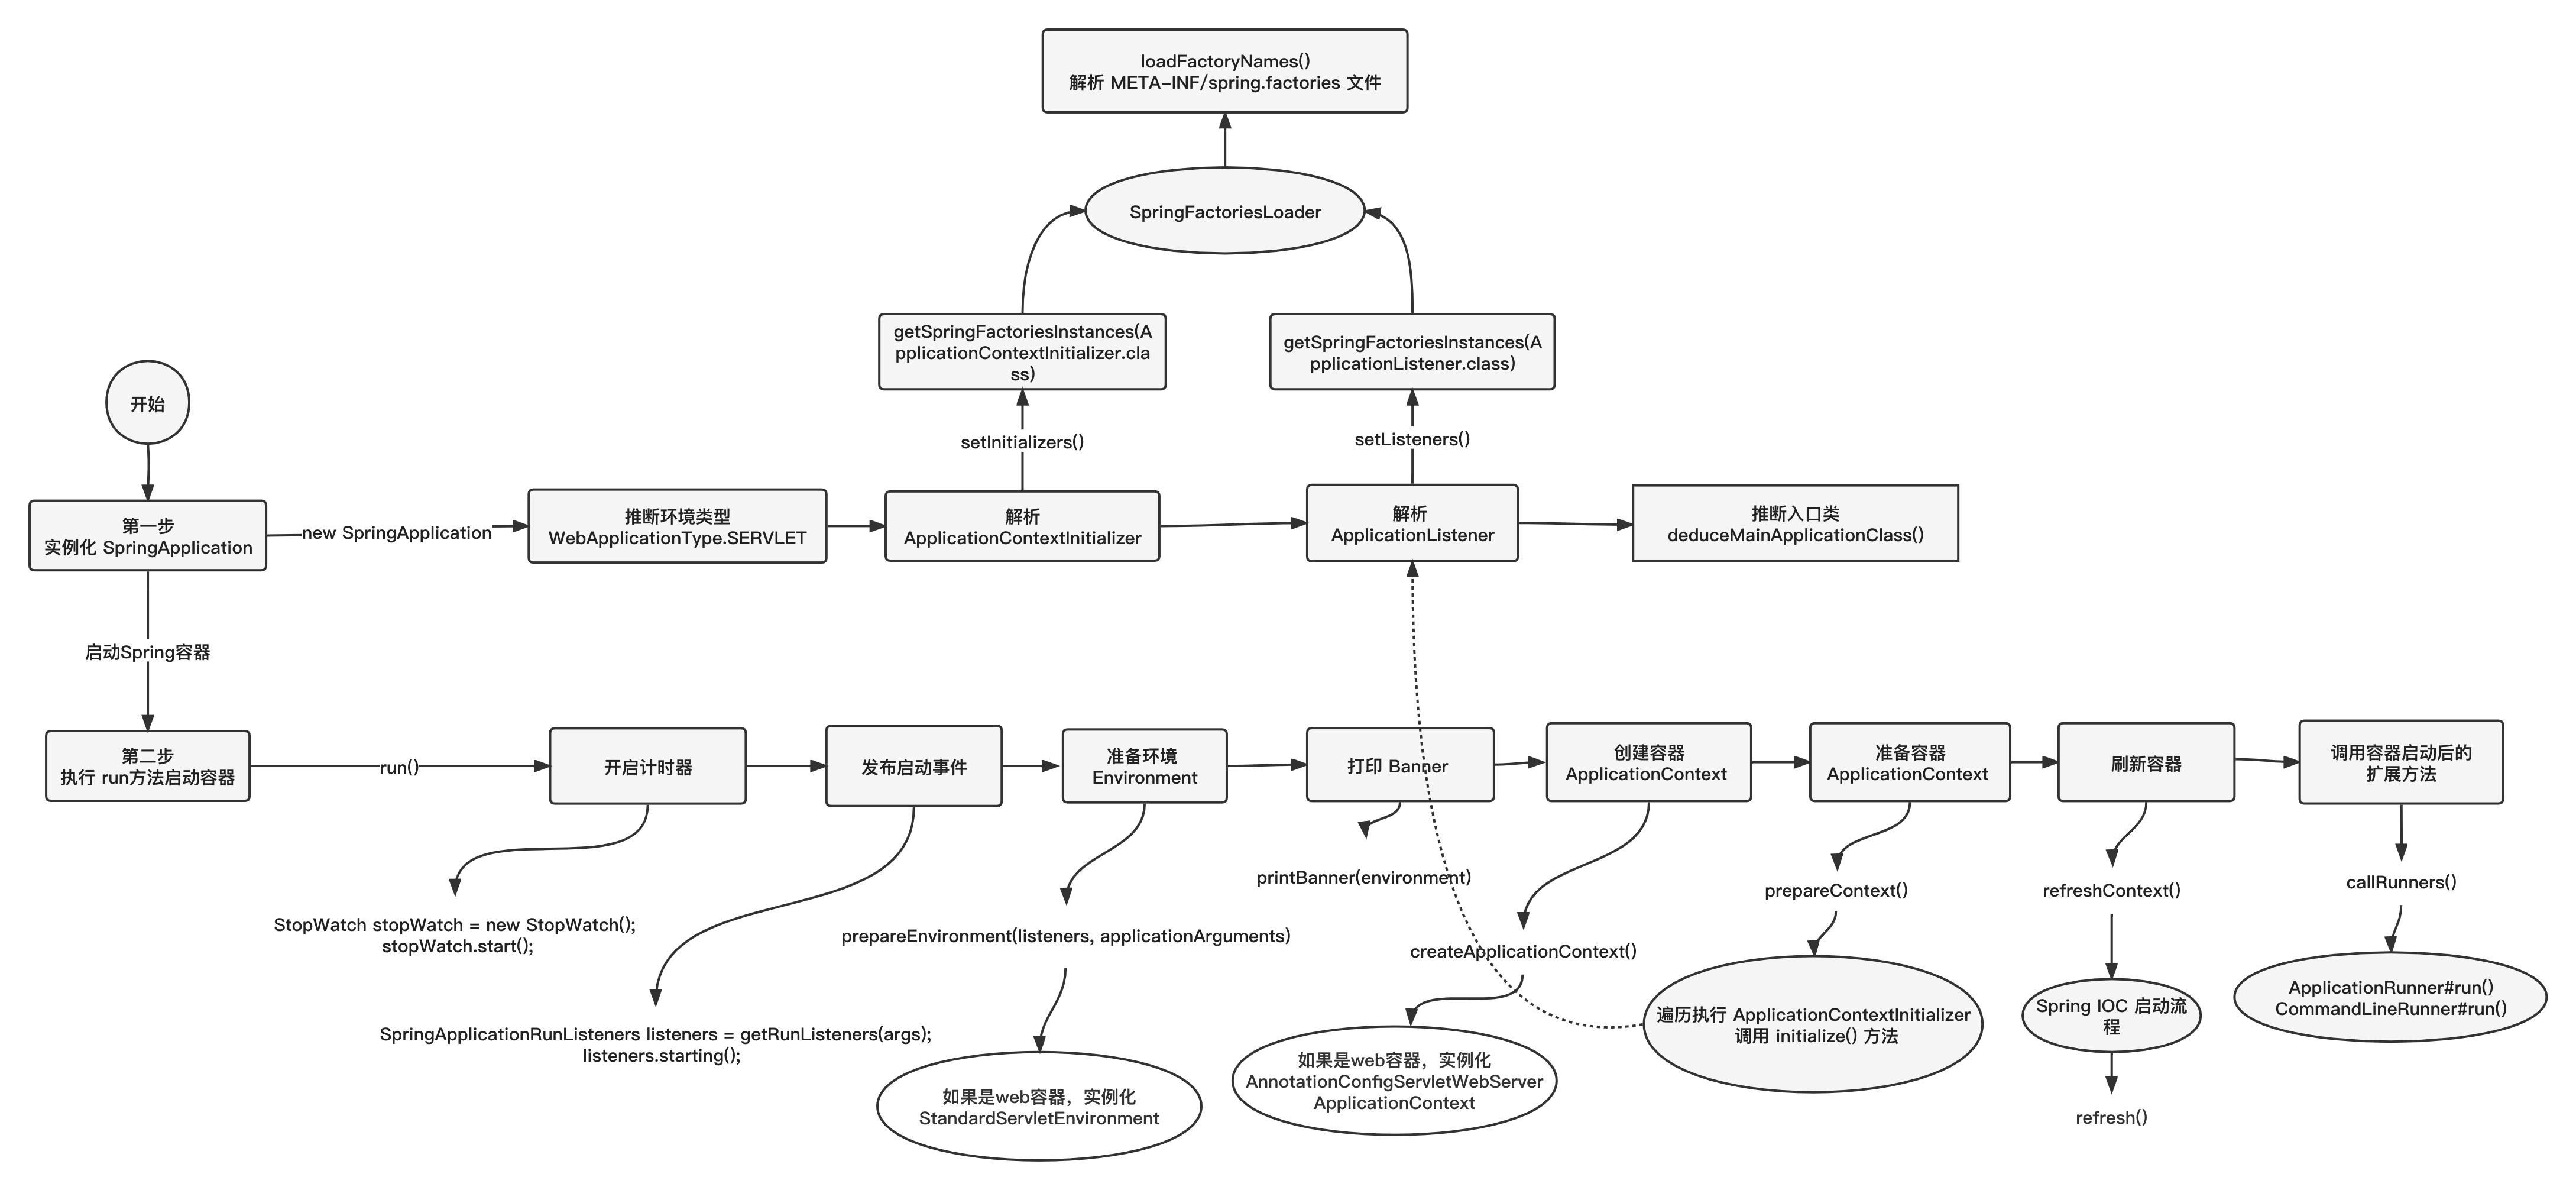 loadFactoryNames()
解析 META-INF/spring.factories 文件
SpringFactoriesLoader
getSpringFactoriesInstances(A
pplicationContextInitializer.cla
ss)
getSpringFactoriesInstances(A
pplicationListener.class)
开始
setInitializers()
setListeners()
第一步
实例化 SpringApplication
new SpringApplication
推断环境类型
WebApplicationType.SERVLET
解析
ApplicationContextInitializer
解析
ApplicationListener
推断入口类
deduceMainApplicationClass()
启动Spring容器
第二步
执行 run方法启动容器
run()
开启计时器
发布启动事件
准备环境
Environment
打印 Banner
创建容器
ApplicationContext
准备容器
ApplicationContext
刷新容器
调用容器启动后的
扩展方法
StopWatch stopWatch = new StopWatch();
stopWatch.start();
SpringApplicationRunListeners listeners = getRunListeners(args);
listeners.starting();
prepareEnvironment(listeners, applicationArguments)
如果是web容器，实例化
StandardServletEnvironment
printBanner(environment)
createApplicationContext()
如果是web容器，实例化
AnnotationConfigServletWebServer
ApplicationContext
prepareContext()
遍历执行 ApplicationContextInitializer
调用 initialize() 方法
refreshContext()
Spring IOC 启动流
程
refresh()
callRunners()
ApplicationRunner#run()
CommandLineRunner#run()